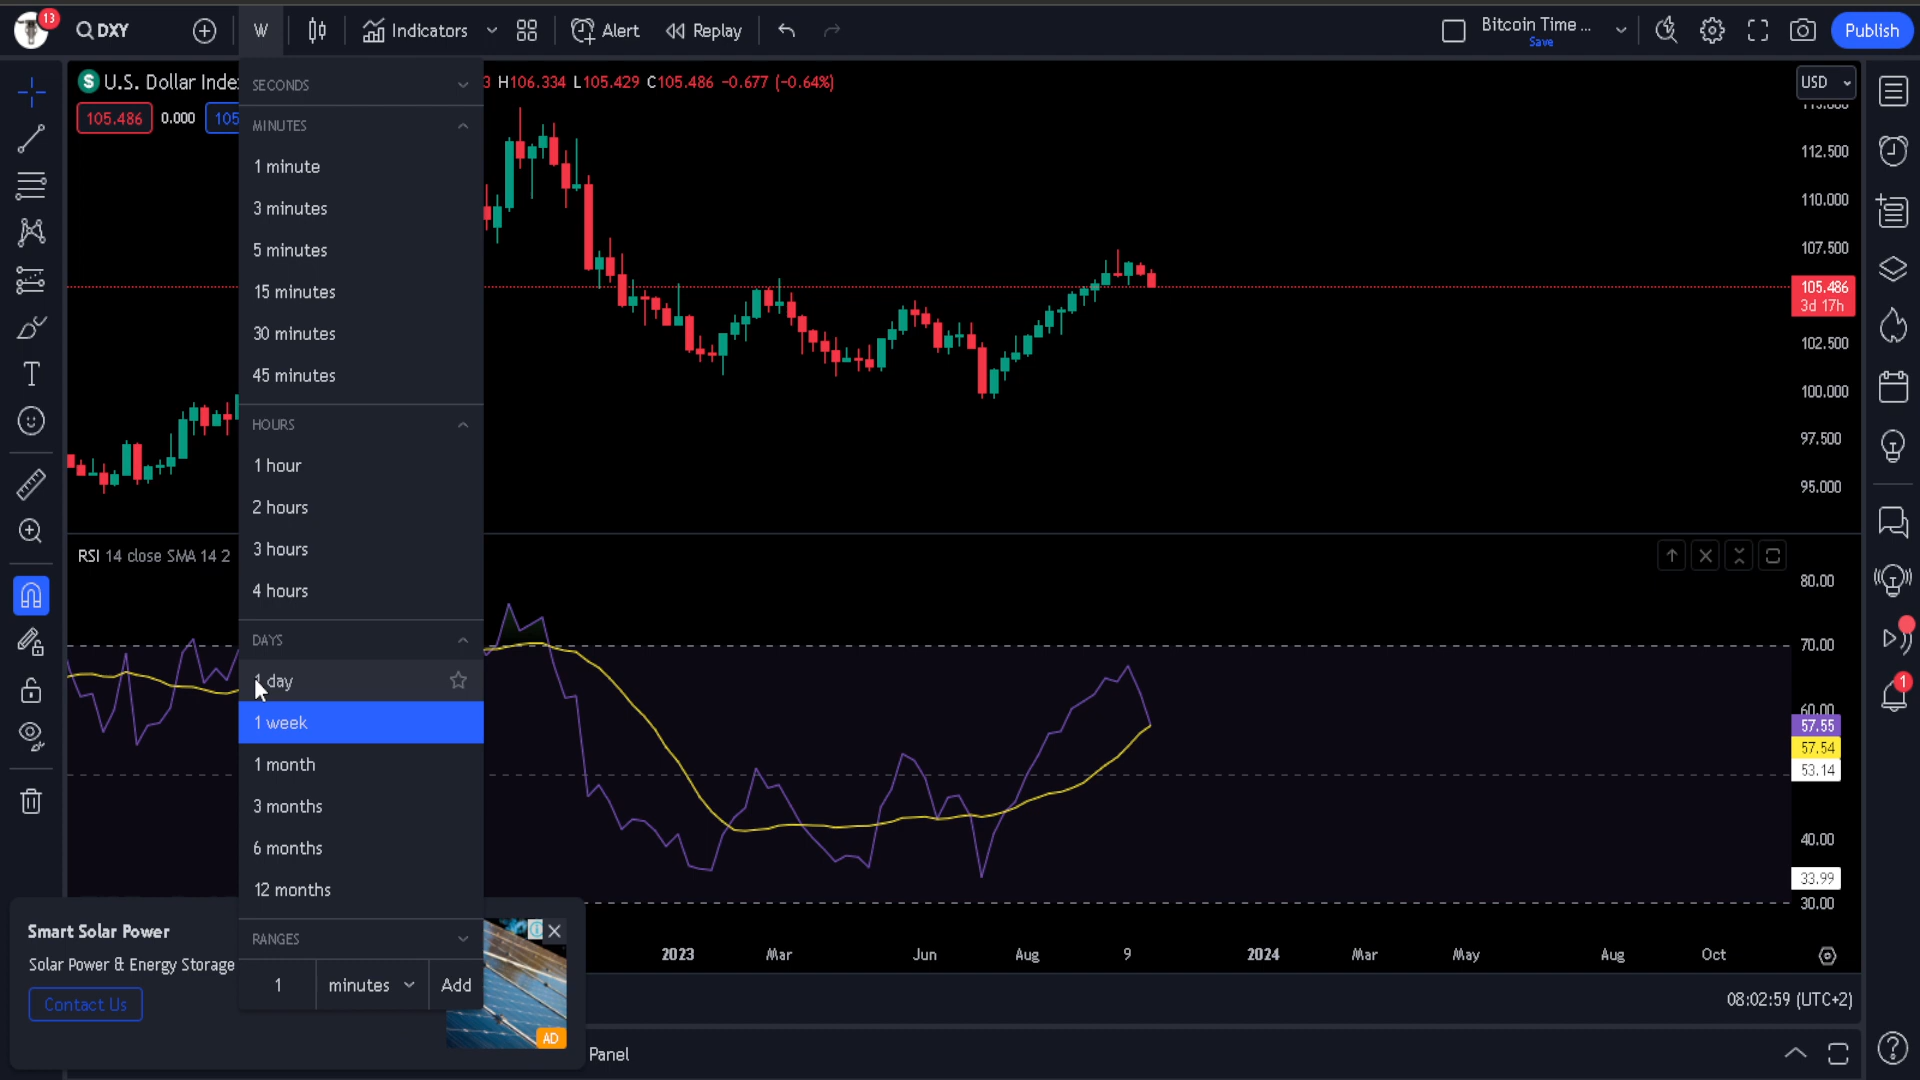 13
DXY
W
Indicators
Alert
Replay
Bitcoin Time ...
Save
Publish
U.S. Dollar Inde
H106.334 L105.429 C105.486 -0.677 (-0.64%)
USD
105.486
0.000
105
SECONDS
MINUTES
1 minute
3 minutes
5 minutes
15 minutes
30 minutes
45 minutes
HOURS
1 hour
2 hours
3 hours
4 hours
DAYS
1 day
1 week
1 month
3 months
6 months
12 months
RANGES
1
minutes
Add
112.500
110.000
107.500
105.486
3d 17h
102.500
100.000
97.500
95.000
RSI 14 close SMA 14 2
80.00
70.00
60.00
57.55
57.54
53.14
40.00
33.99
30.00
2023
Mar
Jun
Aug
9
2024
Mar
May
Aug
Oct
08:02:59 (UTC+2)
Smart Solar Power
Solar Power & Energy Storage
Contact Us
AD
Panel
1